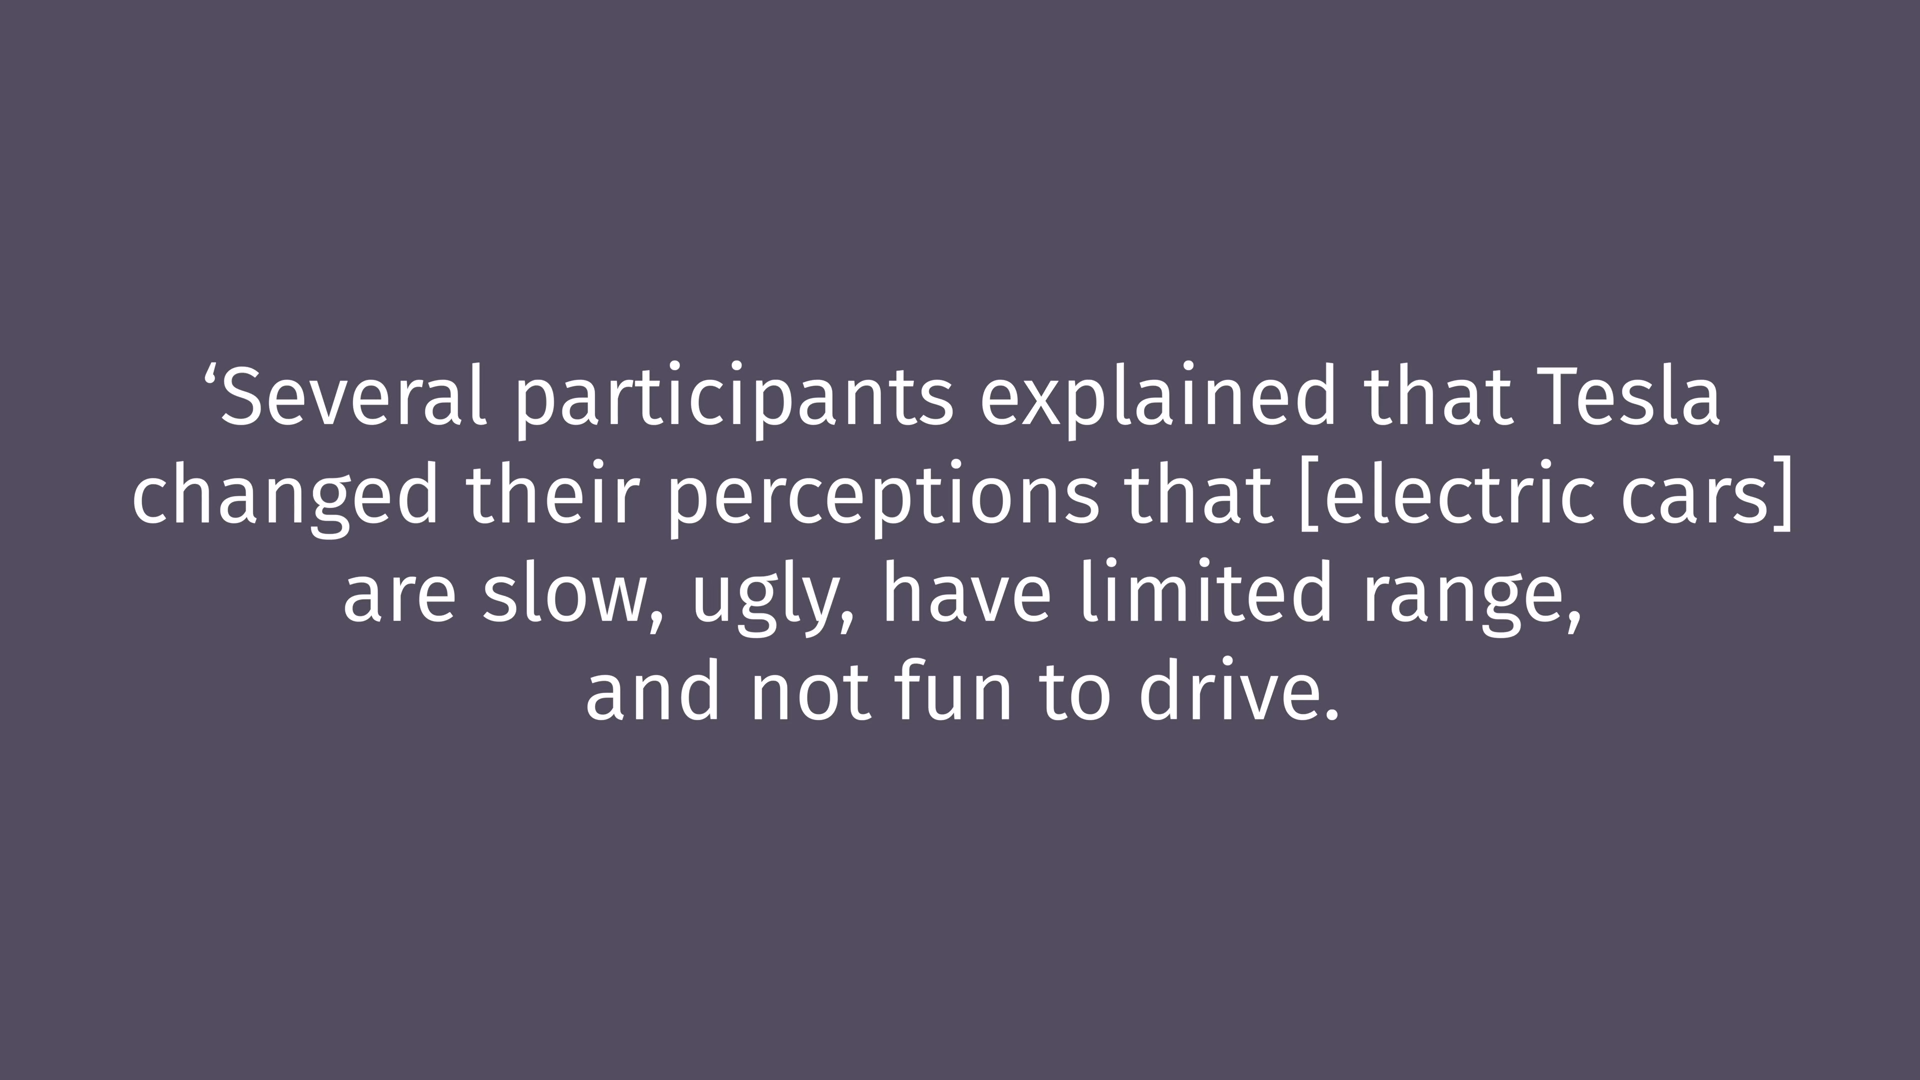 ‘Several participants explained that Tesla
changed their perceptions that [electric cars]
are slow, ugly, have limited range,
and not fun to drive.